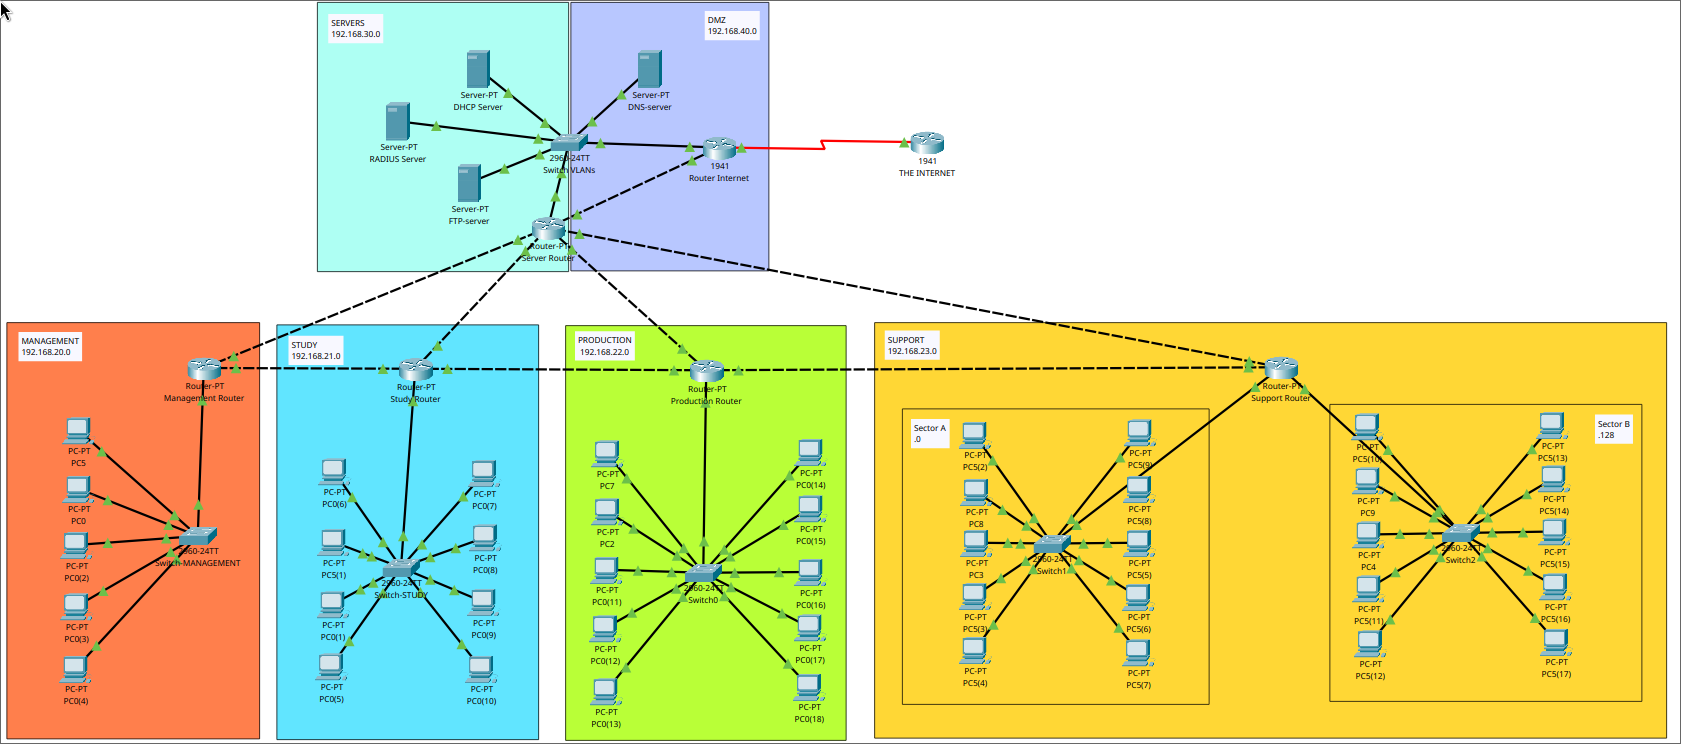 SERVERS
192.168.30.0
DMZ
192.168.40.0
Server-PT
DHCP Server
Server-PT
DNS-server
Server-PT
RADIUS Server
2960-24TT
Switch VLANs
1941
Router Internet
1941
THE INTERNET
Server-PT
FTP-server
Router-PT
Server Router
MANAGEMENT
192.168.20.0
Router-PT
Management Router
PC-PT
PC5
PC-PT
PC0
PC-PT
PC0(2)
PC-PT
PC0(3)
PC-PT
PC0(4)
2960-24TT
Switch-MANAGEMENT
STUDY
192.168.21.0
Router-PT
Study Router
PC-PT
PC0(6)
PC-PT
PC0(7)
PC-PT
PC5(1)
PC-PT
PC0(8)
2960-24TT
Switch-STUDY
PC-PT
PC0(1)
PC-PT
PC0(9)
PC-PT
PC0(5)
PC-PT
PC0(10)
PRODUCTION
192.168.22.0
Router-PT
Production Router
PC-PT
PC7
PC-PT
PC0(14)
PC-PT
PC2
PC-PT
PC0(15)
PC-PT
PC0(11)
2960-24TT
Switch0
PC-PT
PC0(16)
PC-PT
PC0(12)
PC-PT
PC0(17)
PC-PT
PC0(13)
PC-PT
PC0(18)
SUPPORT
192.168.23.0
Router-PT
Support Router
Sector A
.0
PC-PT
PC5(2)
PC-PT
PC5(9)
PC-PT
PC8
PC-PT
PC5(8)
PC-PT
PC3
2960-24TT
Switch1
PC-PT
PC5(5)
PC-PT
PC5(3)
PC-PT
PC5(6)
PC-PT
PC5(4)
PC-PT
PC5(7)
Sector B
.128
PC-PT
PC5(10)
PC-PT
PC5(13)
PC-PT
PC9
PC-PT
PC5(14)
PC-PT
PC4
2960-24TT
Switch2
PC-PT
PC5(15)
PC-PT
PC5(11)
PC-PT
PC5(16)
PC-PT
PC5(12)
PC-PT
PC5(17)